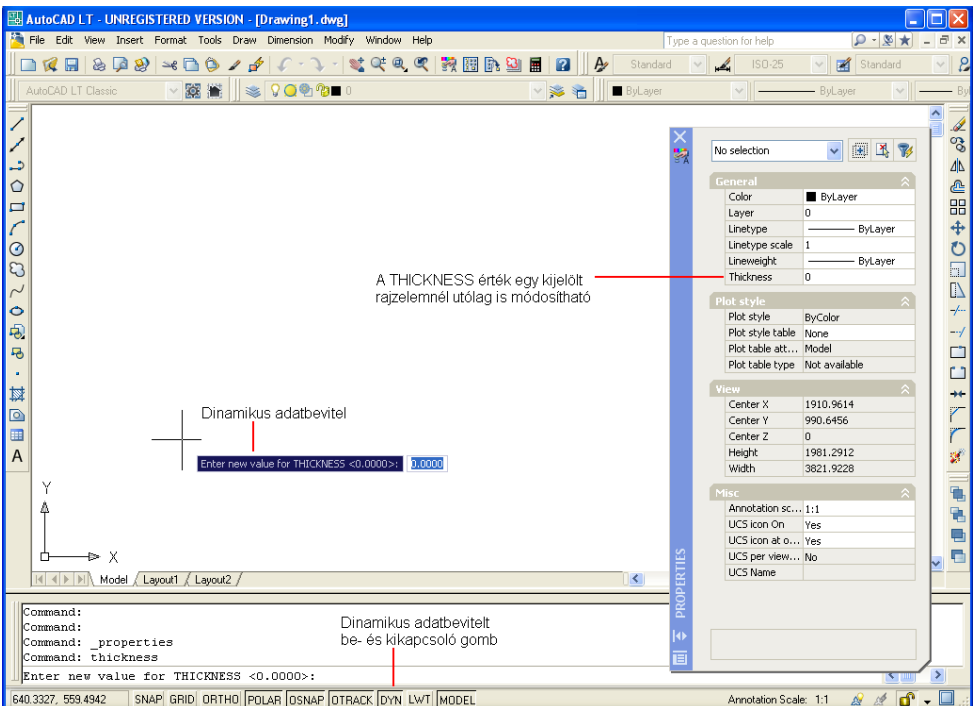 AutoCAD LT - UNREGISTERED VERSION - [Drawing1.dwg]
File Edit View Insert Format Tools Draw Dimension Modify Window Help
Type a question for help
Standard
ISO-25
Standard
AutoCAD LT Classic
0
ByLayer
ByLayer
By
No selection
General
Color ByLayer
Layer 0
Linetype ByLayer
Linetype scale 1
Lineweight ByLayer
Thickness 0
A THICKNESS érték egy kijelölt
rajzelemnél utólag is módosítható
Plot style
Plot style ByColor
Plot style table None
Plot table att... Model
Plot table type Not available
View
Center X 1910.9614
Center Y 990.6456
Center Z 0
Height 1981.2912
Width 3821.9228
Misc
Annotation sc... 1:1
UCS icon On Yes
UCS icon at o... Yes
UCS per view... No
UCS Name
PROPERTIES
Dinamikus adatbevitel
Enter new value for THICKNESS <0.0000>: 0.0000
A
Y
X
Model Layout1 Layout2
Command:
Command:
Command: _properties
Command: thickness
Enter new value for THICKNESS <0.0000>:
Dinamikus adatbevitelt
be- és kikapcsoló gomb
640.3327, 559.4942 SNAP GRID ORTHO POLAR OSNAP OTRACK DYN LWT MODEL Annotation Scale: 1:1